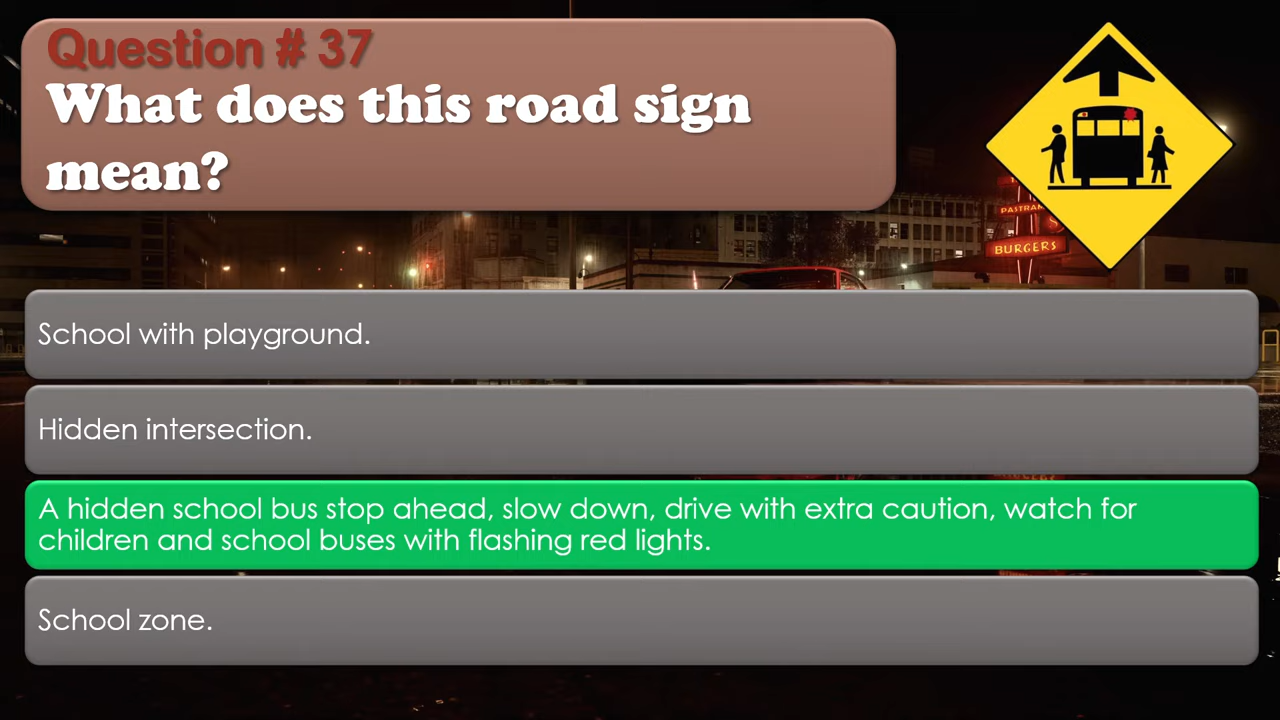 Question # 37
What does this road sign
mean?
PASTRAM
BURGERS
School with playground.
Hidden intersection.
A hidden school bus stop ahead, slow down, drive with extra caution, watch for
children and school buses with flashing red lights.
School zone.